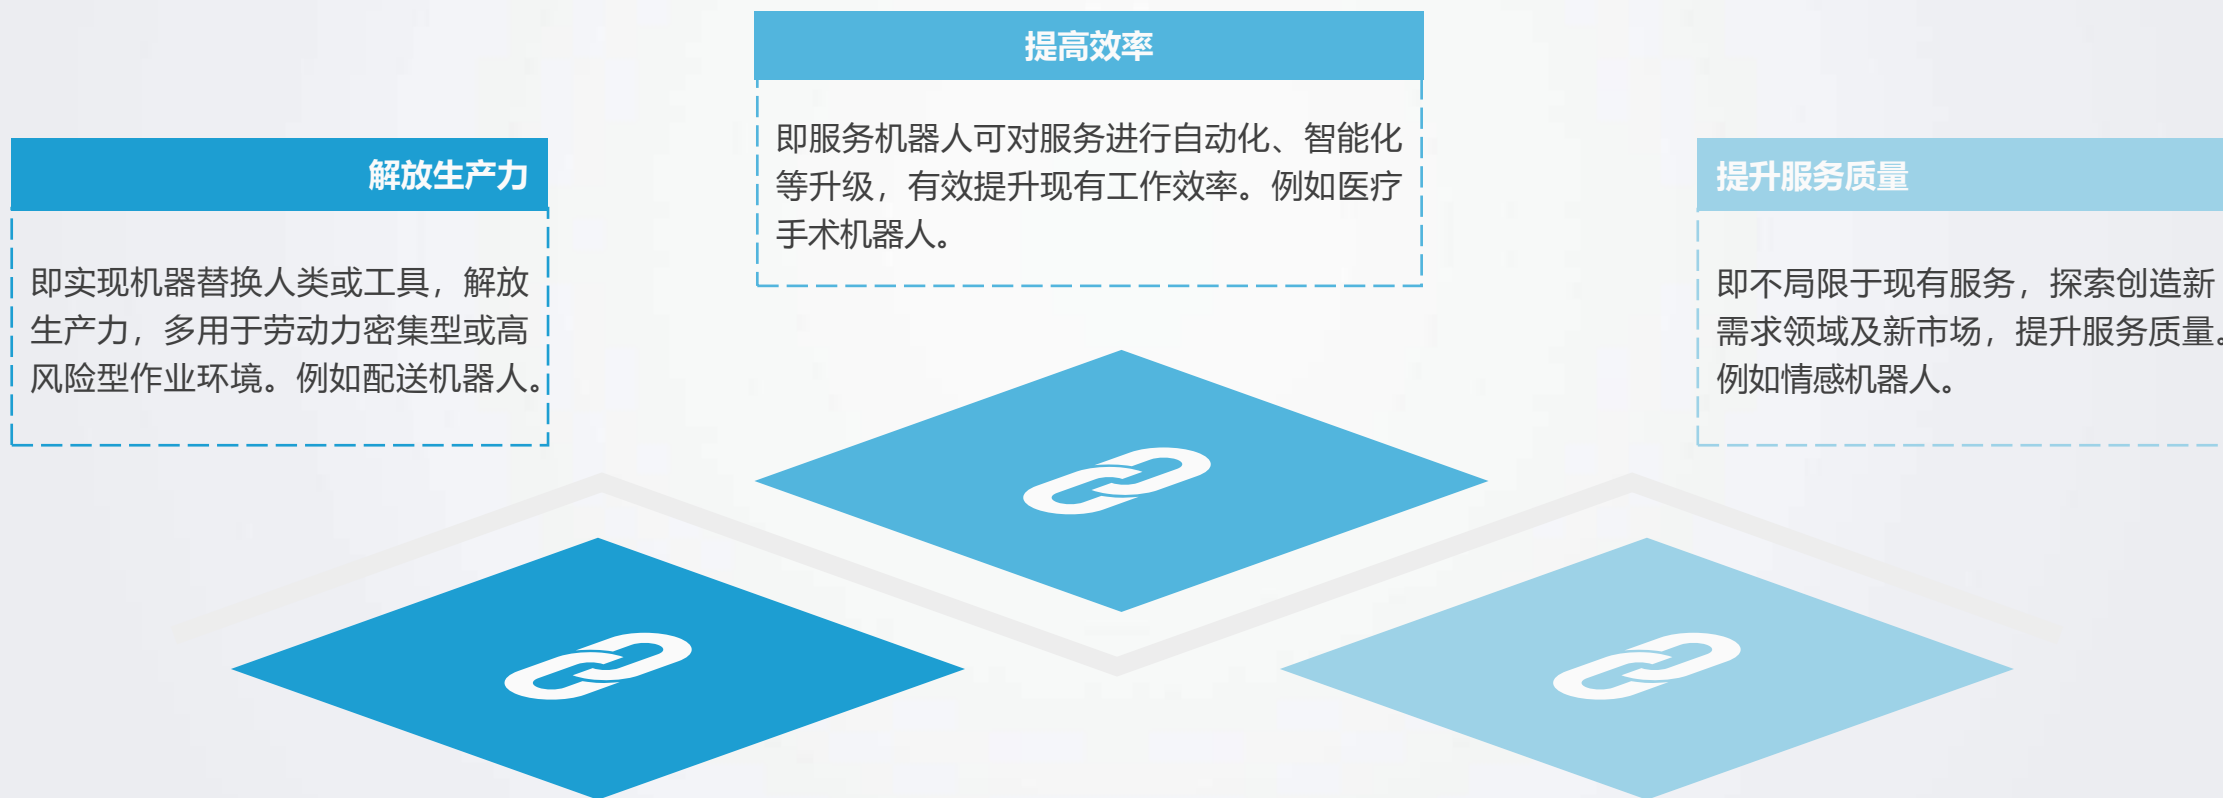 解放生产力
即实现机器替换人类或工具，解放
生产力，多用于劳动力密集型或高
风险型作业环境。例如配送机器人。
提高效率
即服务机器人可对服务进行自动化、智能化
等升级，有效提升现有工作效率。例如医疗
手术机器人。
提升服务质量
即不局限于现有服务，探索创造新
需求领域及新市场，提升服务质量。
例如情感机器人。